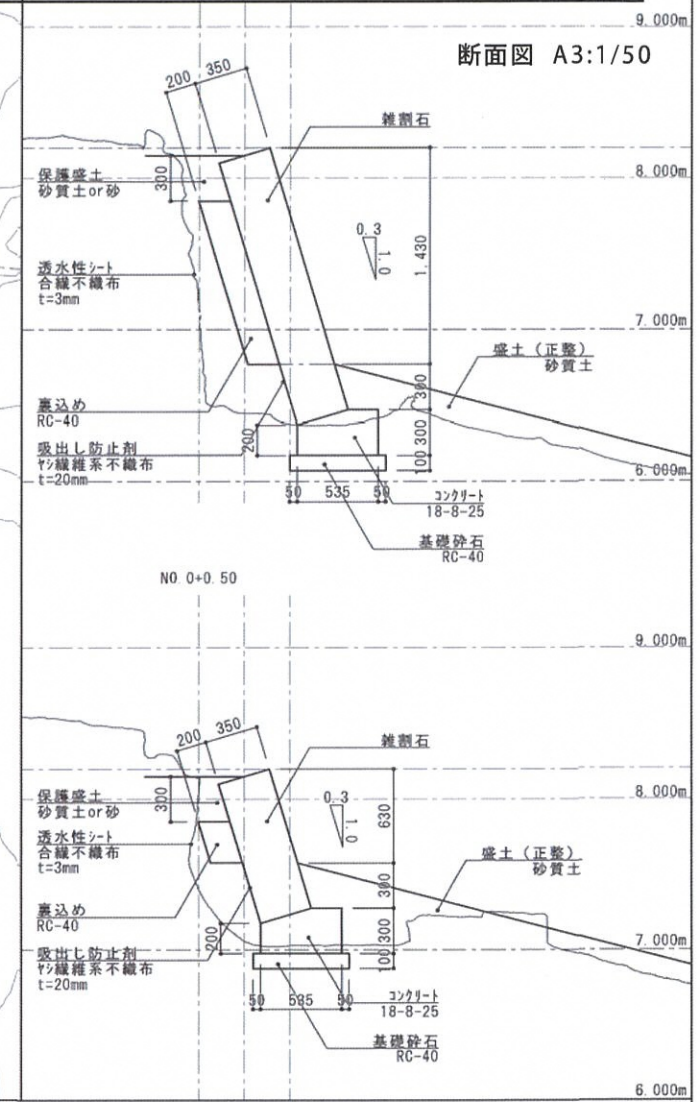 断面図 A3:1/50
9.000m
200
350
雑割石
保護盛土
砂質土or砂
300
8.000m
0.3
1.0
1.430
透水性シート
合繊不織布
t=3mm
7.000m
盛土（正整）
砂質土
300
裏込め
RC-40
200
300
吸出し防止剤
ヤシ繊維系不織布
t=20mm
100
6.000m
50
535
50
コンクリート
18-8-25
基礎砕石
RC-40
NO.0+0.50
9.000m
200
350
雑割石
保護盛土
砂質土or砂
300
8.000m
0.3
1.0
630
透水性シート
合繊不織布
t=3mm
盛土（正整）
砂質土
300
裏込め
RC-40
200
300
7.000m
吸出し防止剤
ヤシ繊維系不織布
t=20mm
100
50
535
50
コンクリート
18-8-25
基礎砕石
RC-40
6.000m